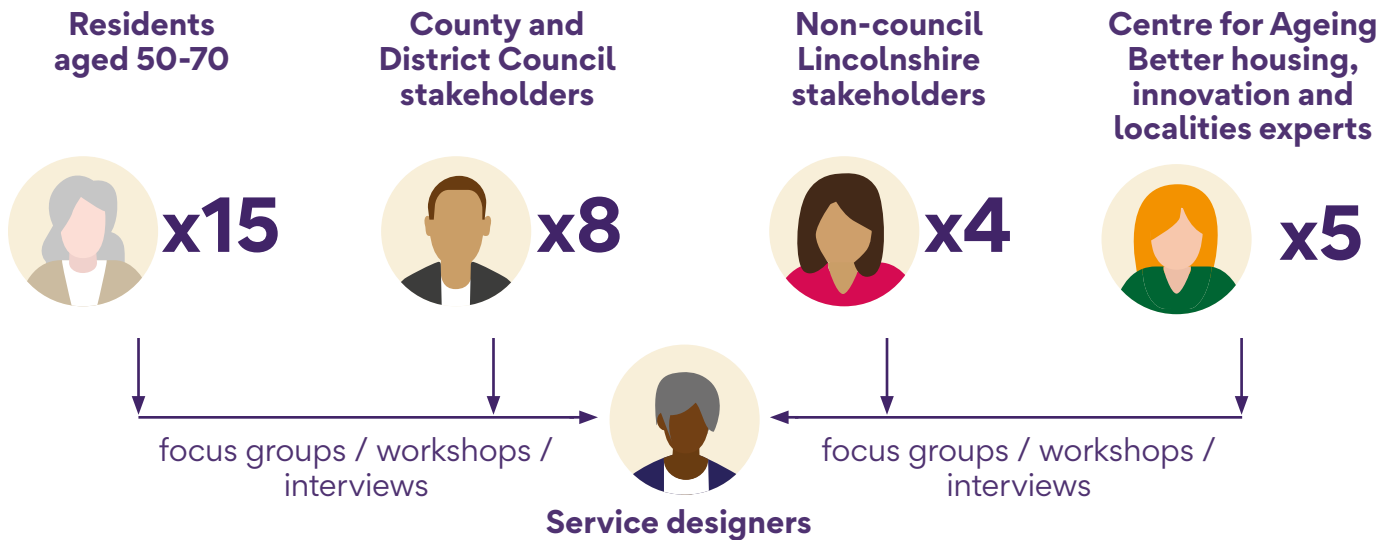 Residents
aged 50-70
County and
District Council
stakeholders
Non-council
Lincolnshire
stakeholders
Centre for Ageing
Better housing,
innovation and
localities experts
x15
x8
x4
x5
focus groups / workshops /
interviews
focus groups / workshops /
interviews
Service designers